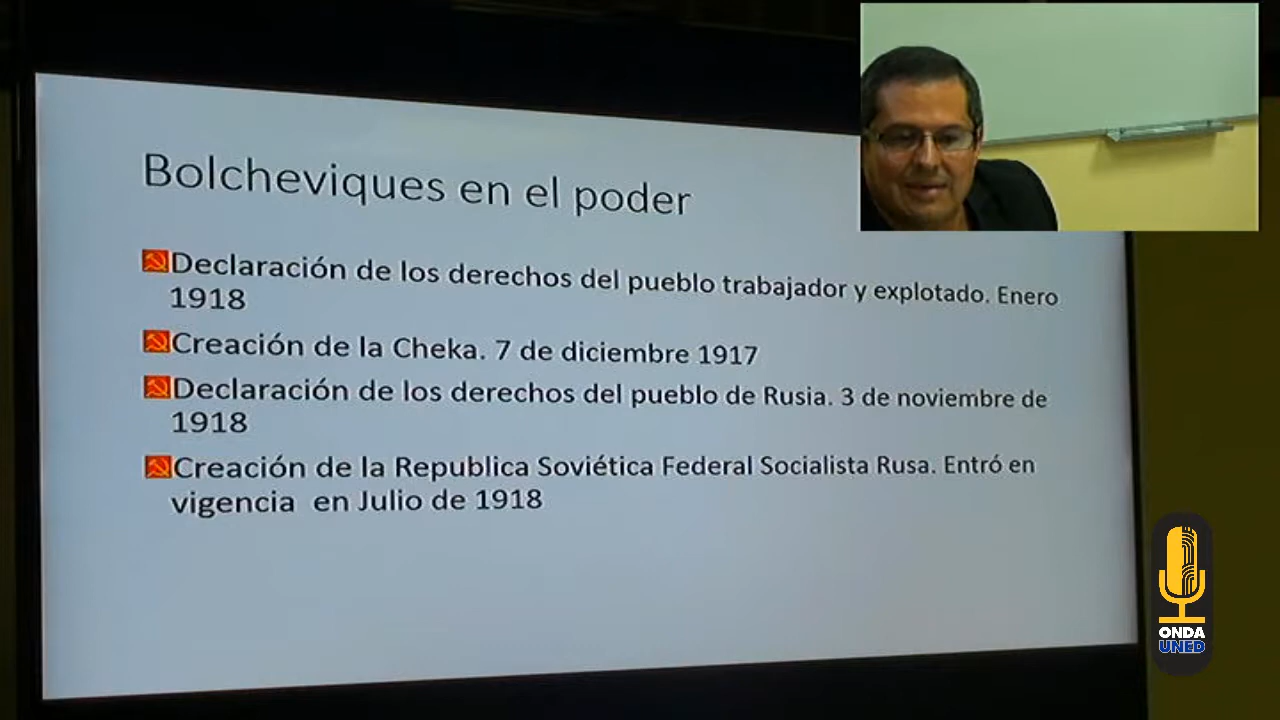 Bolcheviques en el poder
Declaración de los derechos del pueblo trabajador y explotado. Enero
1918
Creación de la Cheka. 7 de diciembre 1917
Declaración de los derechos del pueblo de Rusia. 3 de noviembre de
1918
Creación de la Republica Soviética Federal Socialista Rusa. Entró en
vigencia en Julio de 1918
ONDA
UNED